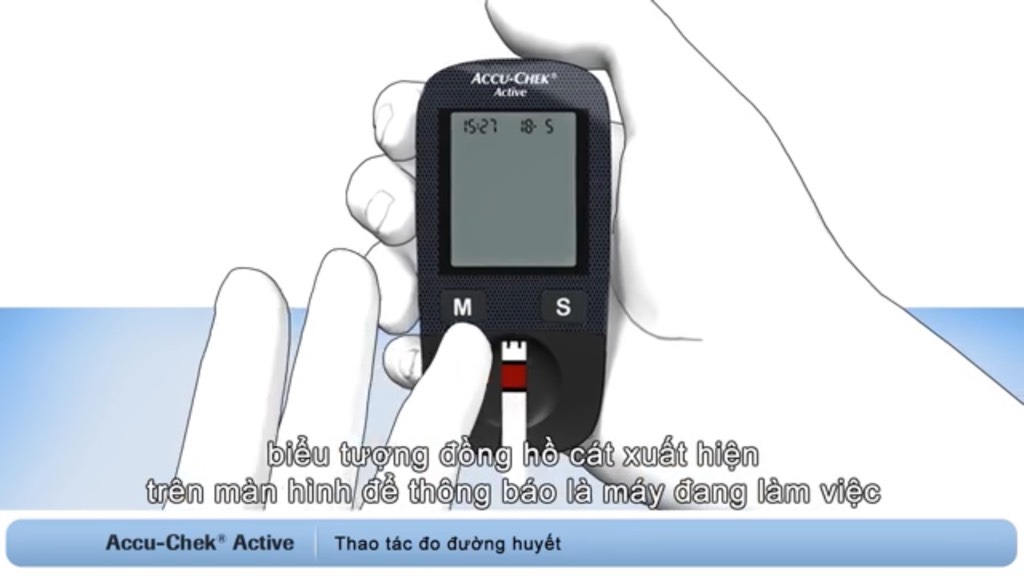 ACCU-CHEK®
Active
15:27 18- 5
M S
biểu tượng đồng hồ cát xuất hiện
trên màn hình để thông báo là máy đang làm việc
Accu-Chek® Active Thao tác đo đường huyết